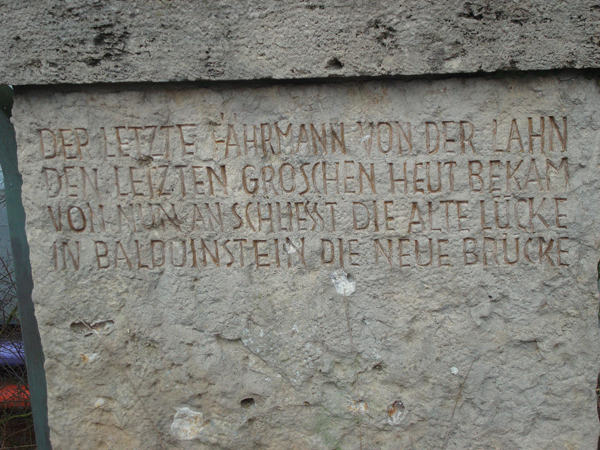 DER LETZTE FÄHRMANN VON DER LAHN
DEN LETZTEN GROSCHEN HEUT BEKAM
VON NUN AN SCHLIESST DIE ALTE LÜCKE
IN BALDUINSTEIN DIE NEUE BRÜCKE